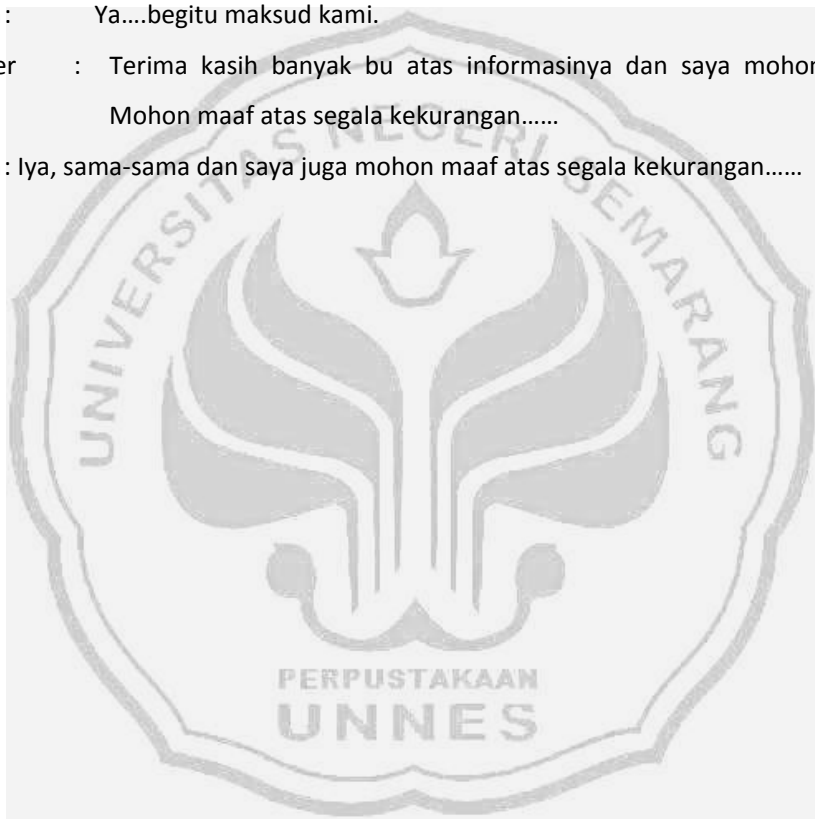 : Ya....begitu maksud kami.
er : Terima kasih banyak bu atas informasinya dan saya mohon
Mohon maaf atas segala kekurangan……
: Iya, sama-sama dan saya juga mohon maaf atas segala kekurangan……
UNIVERSITAS NEGERI SEMARANG
PERPUSTAKAAN
UNNES